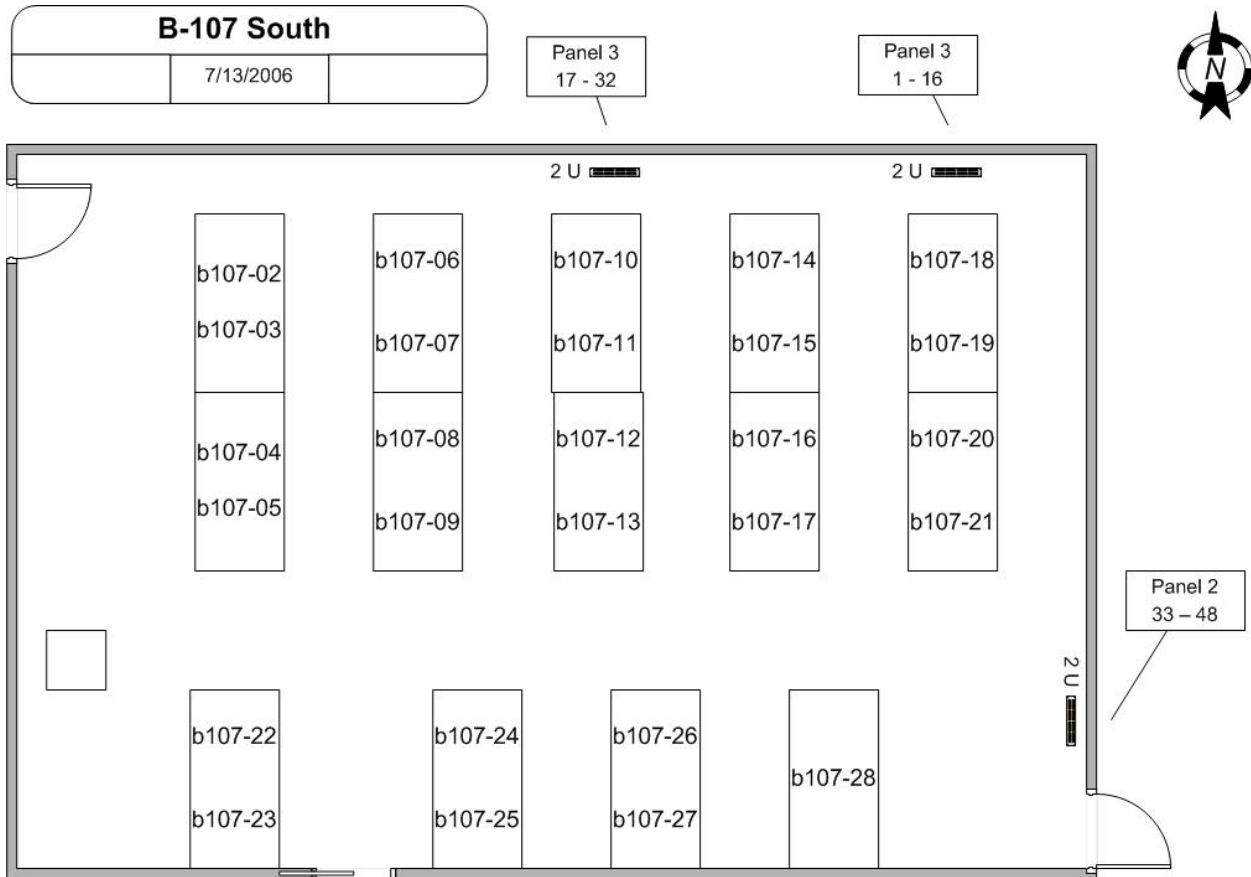 B-107 South
7/13/2006
Panel 3
17 - 32
Panel 3
1 - 16
N
2 U
2 U
b107-02
b107-03
b107-04
b107-05
b107-06
b107-07
b107-08
b107-09
b107-10
b107-11
b107-12
b107-13
b107-14
b107-15
b107-16
b107-17
b107-18
b107-19
b107-20
b107-21
Panel 2
33 – 48
2 U
b107-22
b107-23
b107-24
b107-25
b107-26
b107-27
b107-28